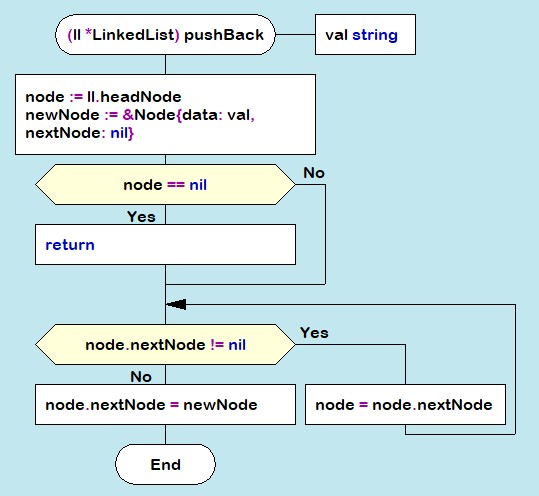 (ll *LinkedList) pushBack
val string
node := ll.headNode
newNode := &Node{data: val,
nextNode: nil}
node == nil
No
Yes
return
node.nextNode != nil
Yes
No
node.nextNode = newNode
node = node.nextNode
End